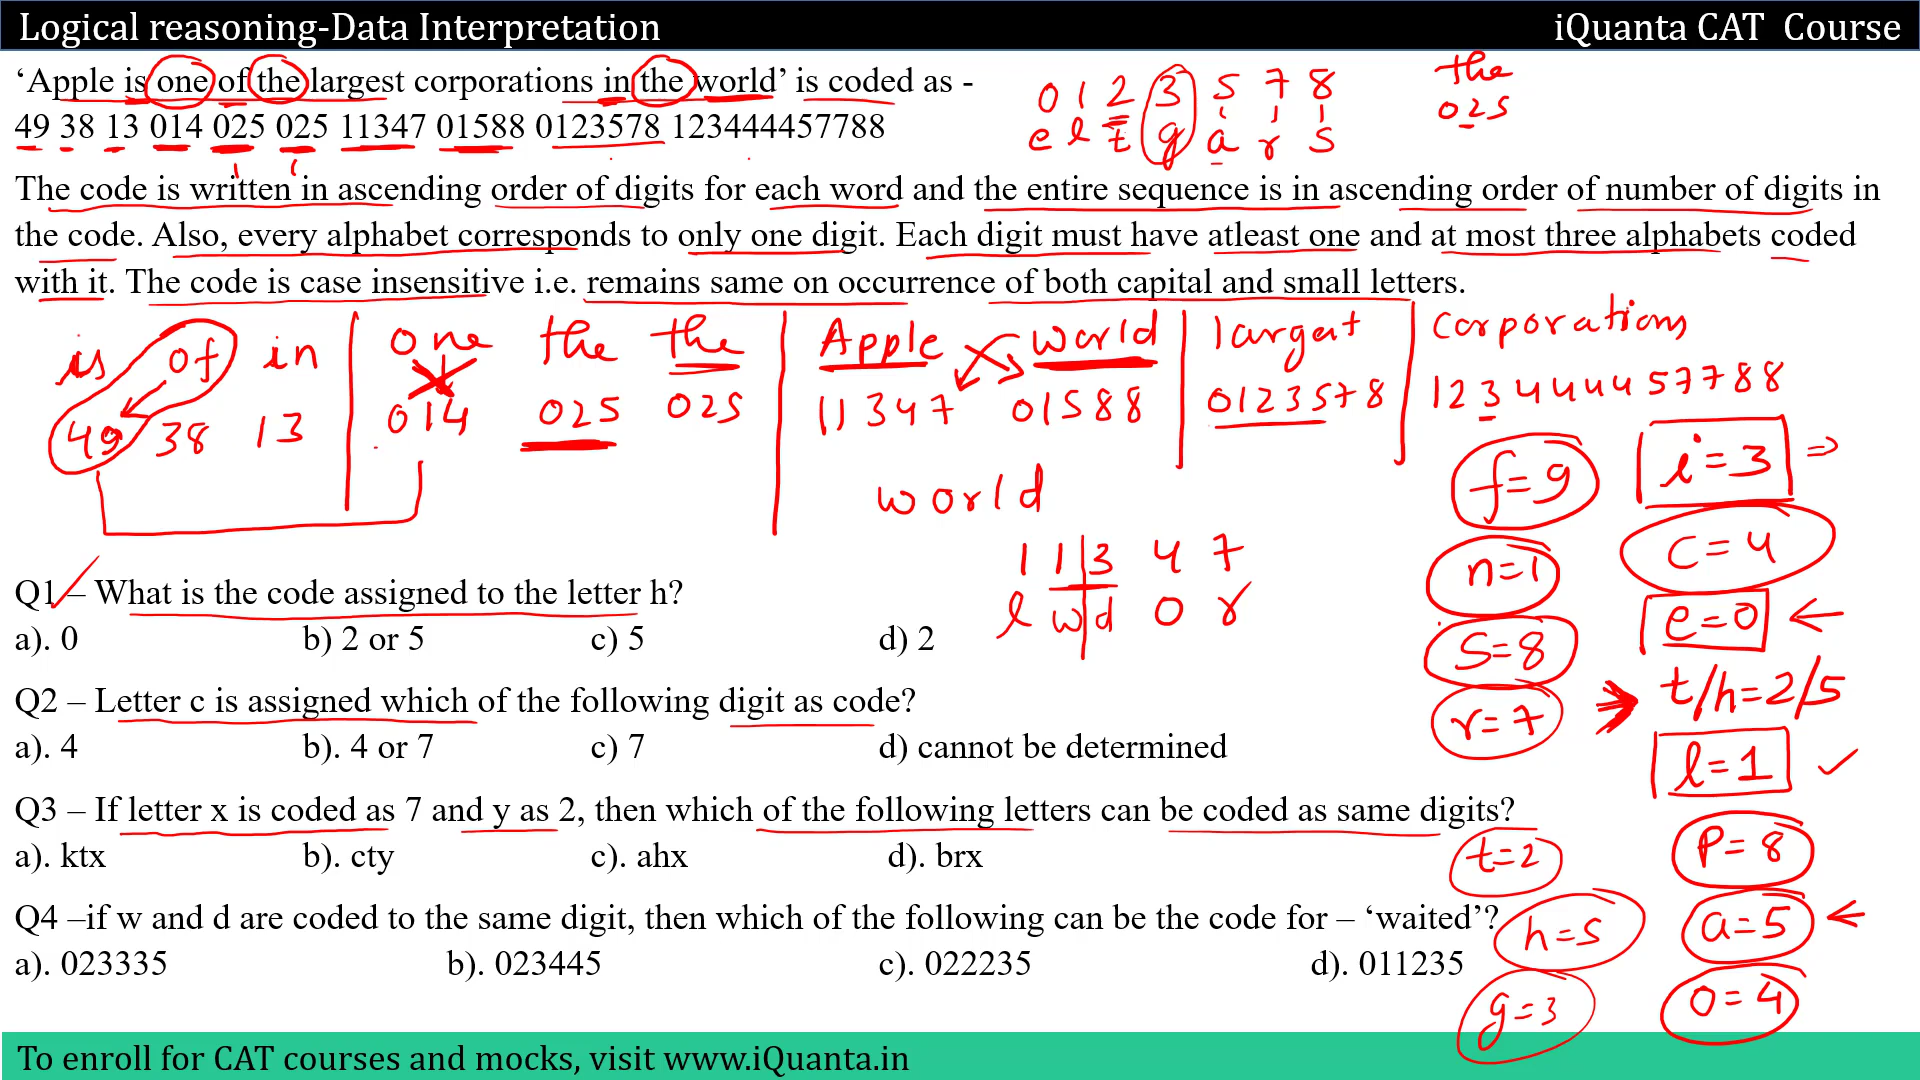 Logical reasoning-Data Interpretation
iQuanta CAT Course
‘Apple is one of the largest corporations in the world’ is coded as -
49 38 13 014 025 025 11347 01588 0123578 123444457788
0 1 2 3 5 7 8
e l t g a r s
the
025
The code is written in ascending order of digits for each word and the entire sequence is in ascending order of number of digits in
the code. Also, every alphabet corresponds to only one digit. Each digit must have atleast one and at most three alphabets coded
with it. The code is case insensitive i.e. remains same on occurrence of both capital and small letters.
is of in
49 38 13
one the the
014 025 025
Apple world
11347 01588
largest
0123578
corporations
123444457788
world
1 1 3 4 7
l w d o r
f=9
i=3 ⇒
n=1
c=4
s=8
e=0 ←
r=7
t/h=2/5
l=1 ✓
t=2
p=8
h=5
a=5 ←
g=3
o=4
Q1 – What is the code assigned to the letter h?
a). 0 b) 2 or 5 c) 5 d) 2
Q2 – Letter c is assigned which of the following digit as code?
a). 4 b). 4 or 7 c) 7 d) cannot be determined
Q3 – If letter x is coded as 7 and y as 2, then which of the following letters can be coded as same digits?
a). ktx b). cty c). ahx d). brx
Q4 –if w and d are coded to the same digit, then which of the following can be the code for – ‘waited’?
a). 023335 b). 023445 c). 022235 d). 011235
To enroll for CAT courses and mocks, visit www.iQuanta.in